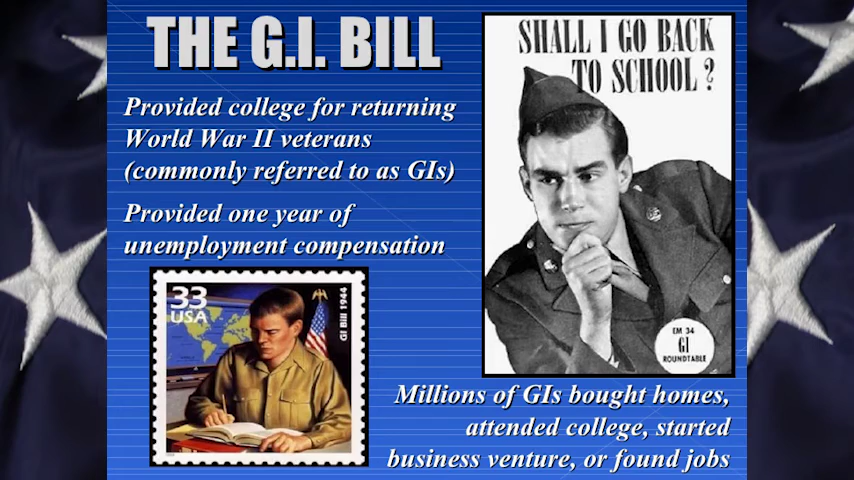 THE G.I. BILL
Provided college for returning
World War II veterans
(commonly referred to as GIs)
Provided one year of
unemployment compensation
33
USA
GI Bill 1944
SHALL I GO BACK
TO SCHOOL?
EM 34
GI
ROUNDTABLE
Millions of GIs bought homes,
attended college, started
business venture, or found jobs